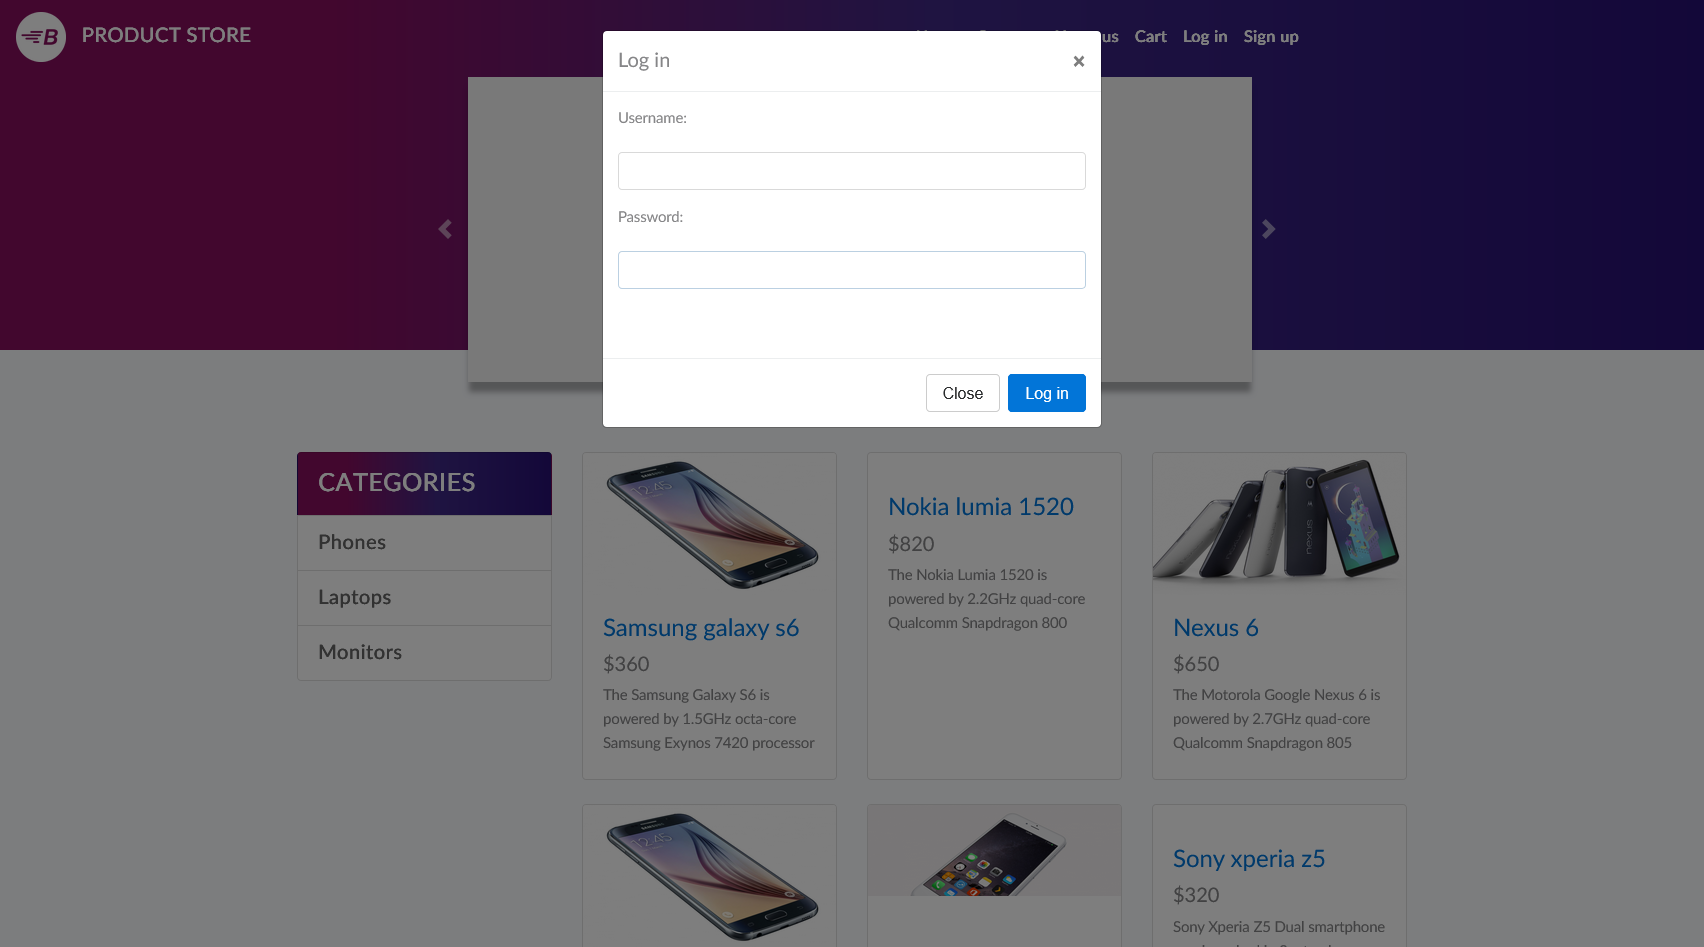 PRODUCT STORE
us Cart Log in Sign up
Log in
×
Username:
Password:
Close Log in
CATEGORIES
Phones
Laptops
Monitors
Samsung galaxy s6
$360
The Samsung Galaxy S6 is
powered by 1.5GHz octa-core
Samsung Exynos 7420 processor
Nokia lumia 1520
$820
The Nokia Lumia 1520 is
powered by 2.2GHz quad-core
Qualcomm Snapdragon 800
Nexus 6
$650
The Motorola Google Nexus 6 is
powered by 2.7GHz quad-core
Qualcomm Snapdragon 805
Sony xperia z5
$320
Sony Xperia Z5 Dual smartphone